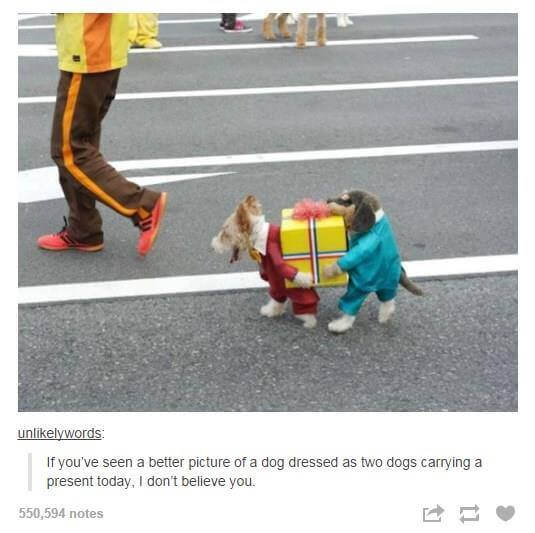 unlikelywords:
If you've seen a better picture of a dog dressed as two dogs carrying a
present today, I don't believe you.
550,594 notes